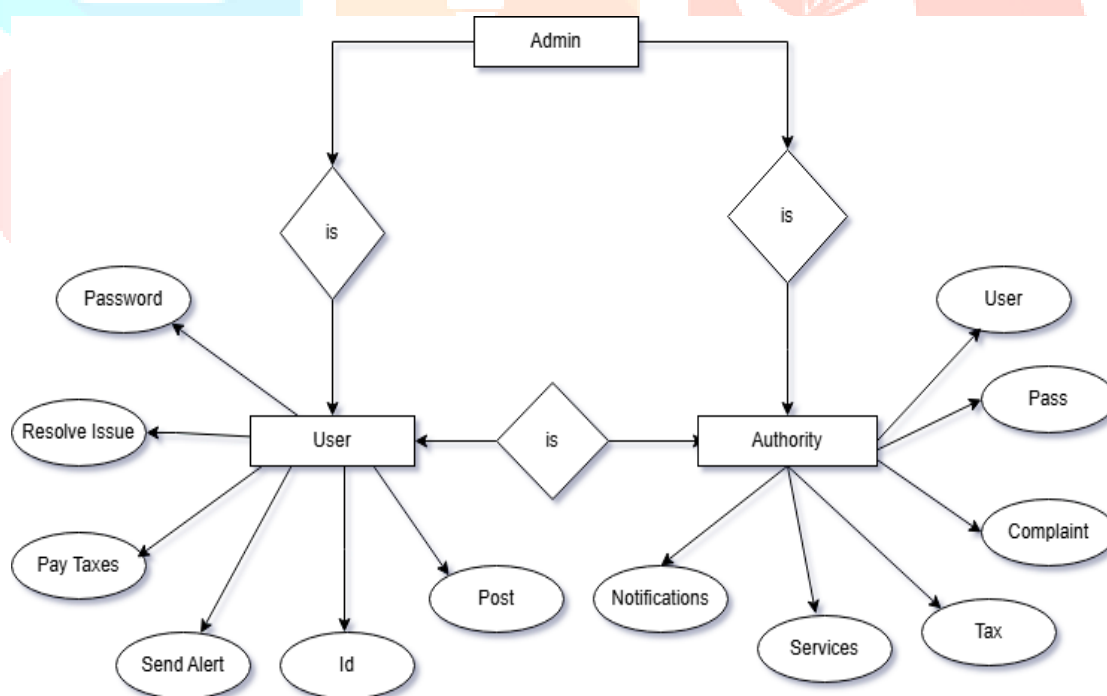 Admin
is
is
Password
User
Resolve Issue
Pass
User
is
Authority
Pay Taxes
Complaint
Send Alert
Id
Post
Notifications
Services
Tax